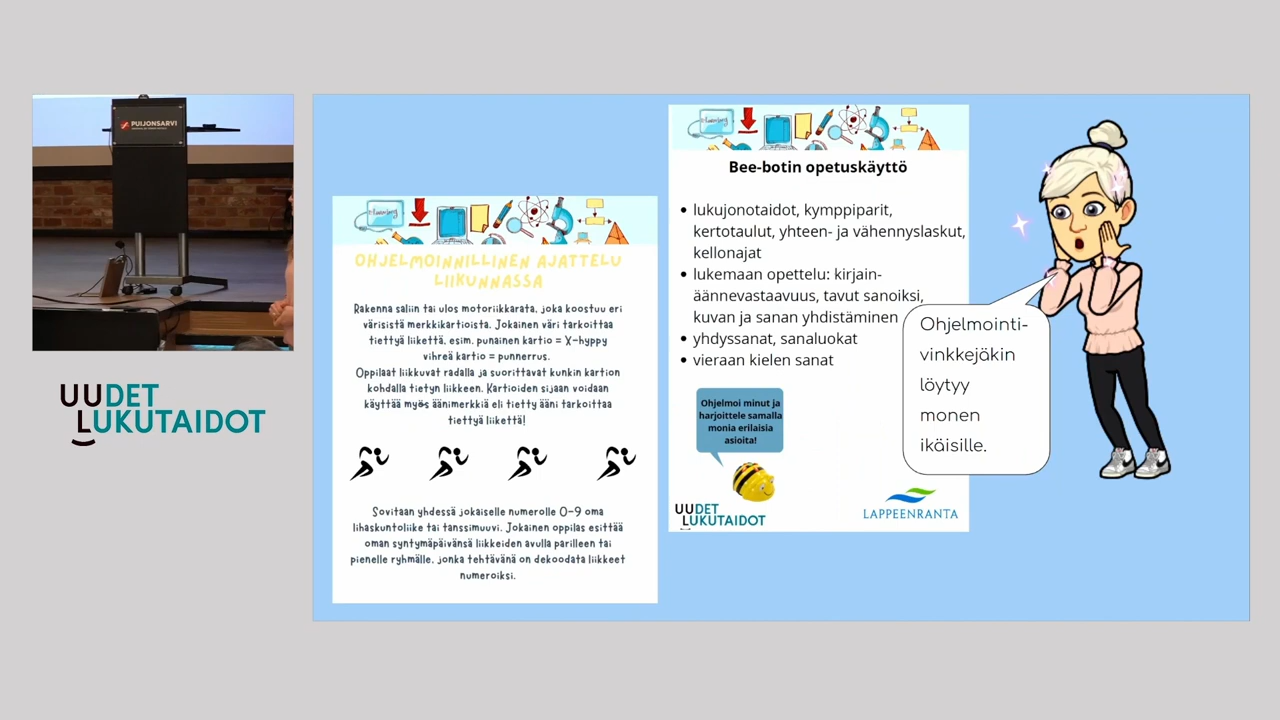 PUIJONSARVI
UUDET
LUKUTAIDOT
OHJELMOINNILLINEN AJATTELU
LIIKUNNASSA
Rakenna saliin tai ulos motoriikkarata, joka koostuu eri
värisistä merkkikartioista. Jokainen väri tarkoittaa
tiettyä liikettä, esim. punainen kartio = X-hyppy
vihreä kartio = punnerrus.
Oppilaat liikkuvat radalla ja suorittavat kunkin kartion
kohdalla tietyn liikkeen. Kartioiden sijaan voidaan
käyttää myös äänimerkkiä eli tietty ääni tarkoittaa
tiettyä liikettä!
Sovitaan yhdessä jokaiselle numerolle 0-9 oma
lihaskuntoliike tai tanssimuuvi. Jokainen oppilas esittää
oman syntymäpäivänsä liikkeiden avulla parilleen tai
pienelle ryhmälle, jonka tehtävänä on dekoodata liikkeet
numeroiksi.
Bee-botin opetuskäyttö
• lukujonotaidot, kymppiparit,
kertotaulut, yhteen- ja vähennyslaskut,
kellonajat
• lukemaan opettelu: kirjain-
äännevastaavuus, tavut sanoiksi,
kuvan ja sanan yhdistäminen
• yhdyssanat, sanaluokat
• vieraan kielen sanat
Ohjelmoi minut ja
harjoittele samalla
monia erilaisia
asioita!
UUDET
LUKUTAIDOT
LAPPEENRANTA
Ohjelmointi-
vinkkejäkin
löytyy
monen
ikäisille.